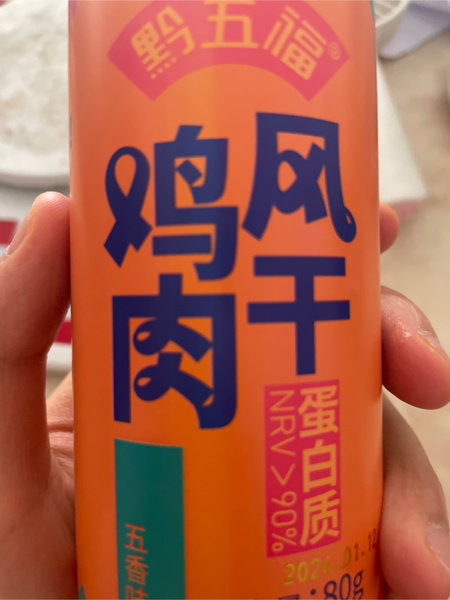 黔五福®
风干
鸡肉
蛋白质
NRV>90%
五香味
:80g